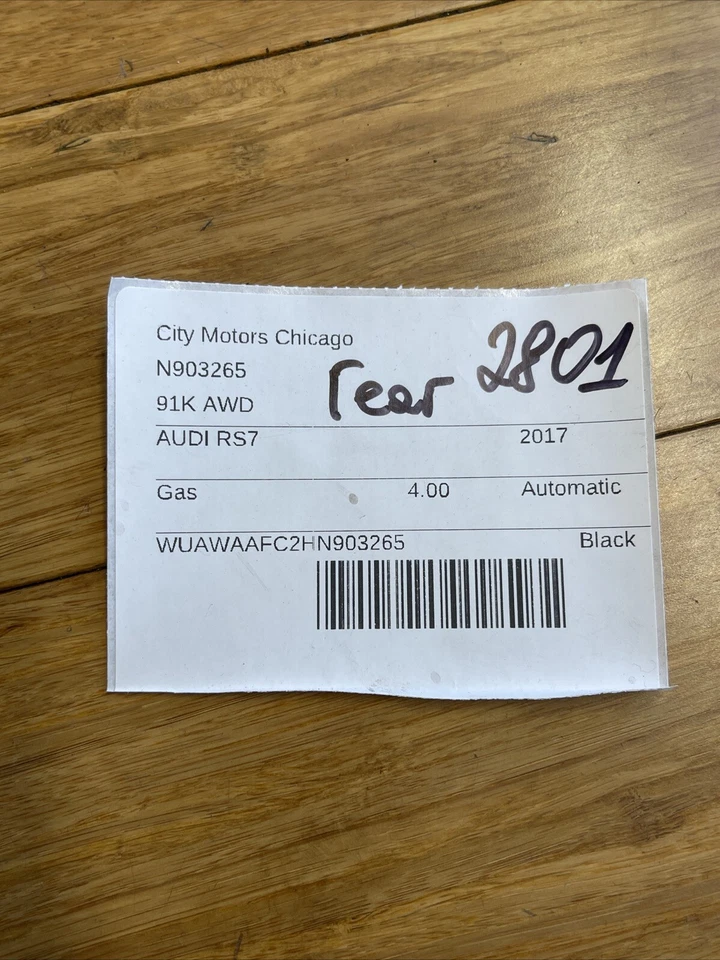 City Motors Chicago
N903265
rear 2801
91K AWD
AUDI RS7 2017
Gas 4.00 Automatic
WUAWAAFC2HN903265 Black